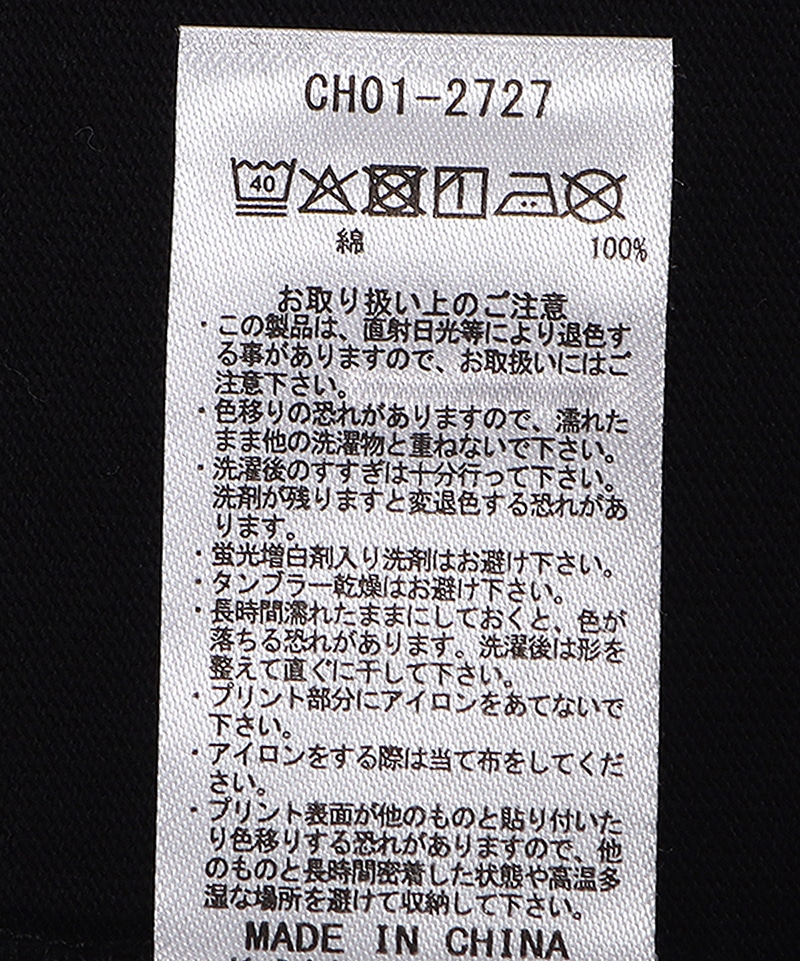 CH01-2727
40
綿 100%
お取り扱い上のご注意
・この製品は、直射日光等により退色す
る事がありますので、お取扱いにはご
注意下さい。
・色移りの恐れがありますので、濡れた
まま他の洗濯物と重ねないで下さい。
・洗濯後のすすぎは十分行って下さい。
洗剤が残りますと変退色する恐れがあ
ります。
・蛍光増白剤入り洗剤はお避け下さい。
・タンブラー乾燥はお避け下さい。
・長時間濡れたままにしておくと、色が
落ちる恐れがあります。洗濯後は形を
整えて直ぐに干して下さい。
・プリント部分にアイロンをあてないで
下さい。
・アイロンをする際は当て布をしてくだ
さい。
・プリント表面が他のものと貼り付いた
り色移りする恐れがありますので、他
のものと長時間密着した状態や高温多
湿な場所を避けて収納して下さい。
MADE IN CHINA